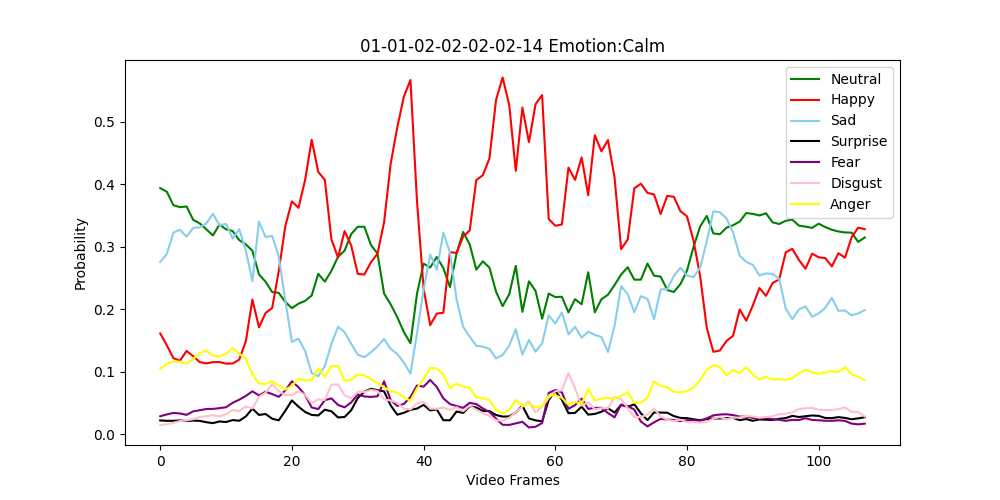 01-01-02-02-02-02-14 Emotion:Calm
Probability
0.5
0.4
0.3
0.2
0.1
0.0
0 20 40 60 80 100
Video Frames
Neutral
Happy
Sad
Surprise
Fear
Disgust
Anger